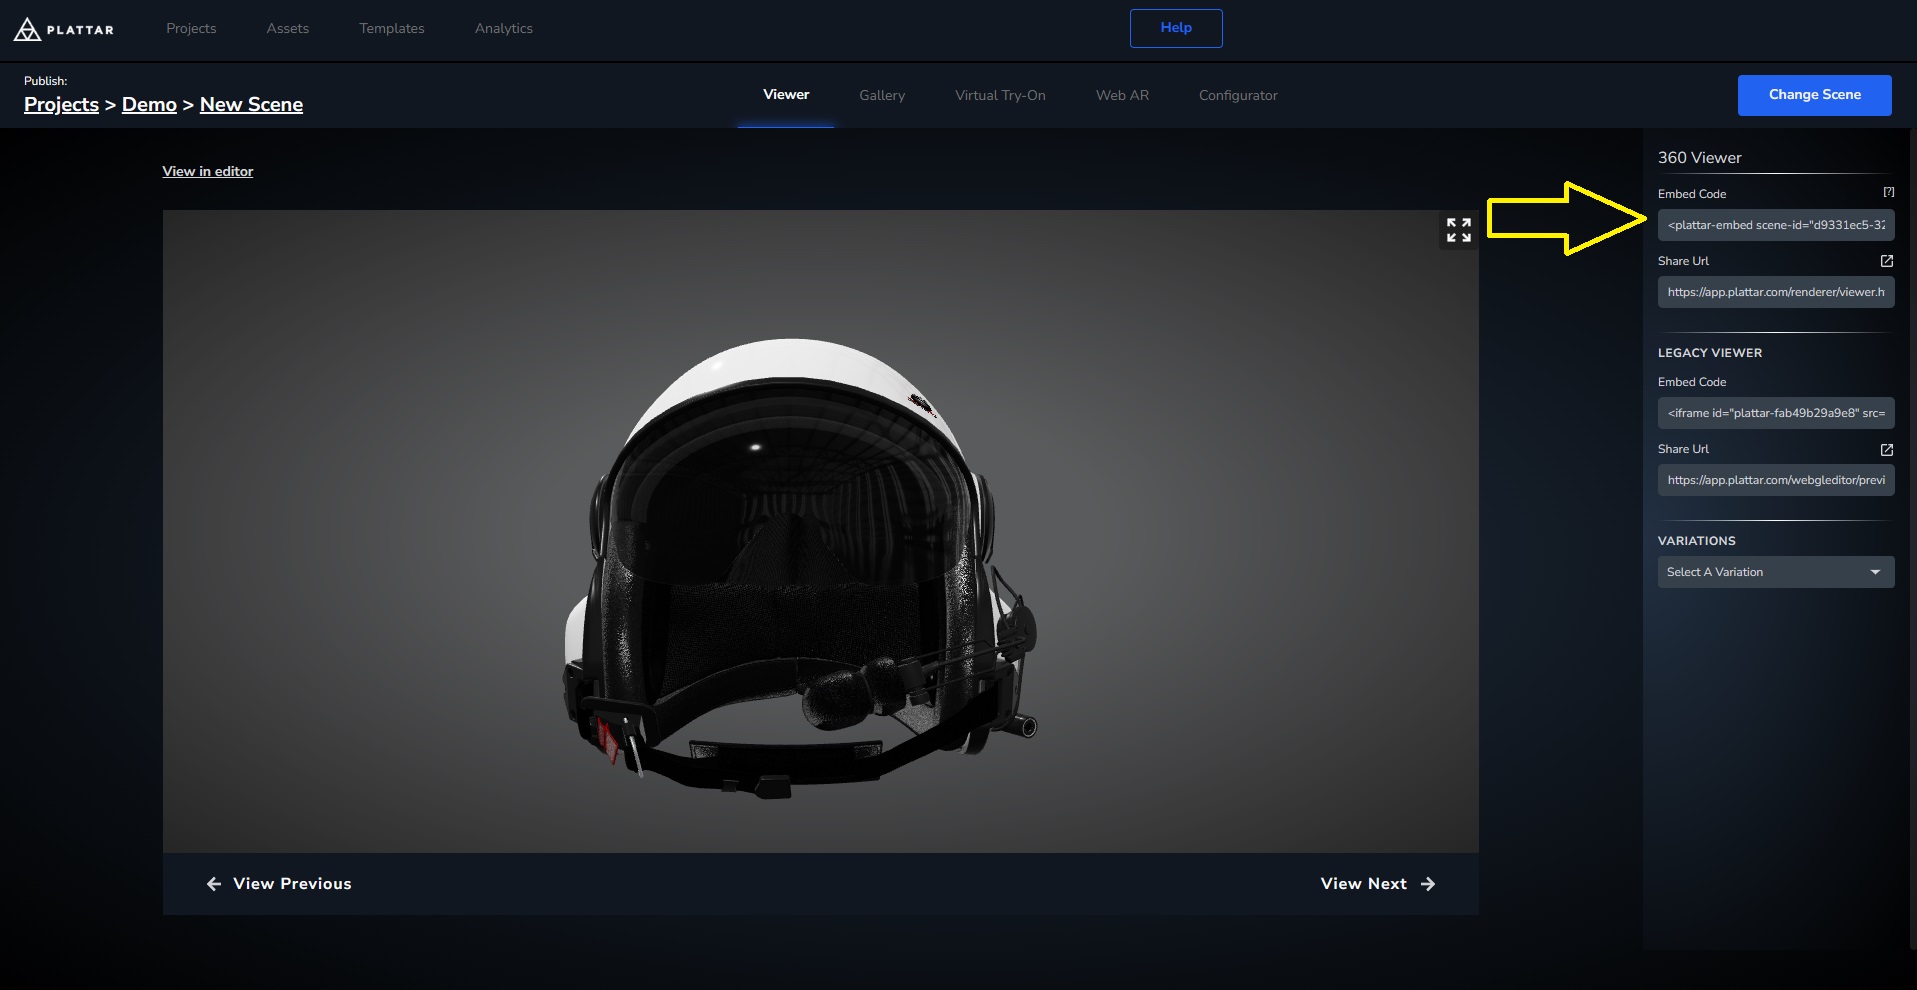 PLATTAR
Projects
Assets
Templates
Analytics
Help
Publish:
Projects > Demo > New Scene
Viewer
Gallery
Virtual Try-On
Web AR
Configurator
Change Scene
View in editor
360 Viewer
Embed Code
[?]
<plattar-embed scene-id="d9331ec5-32
Share Url
https://app.plattar.com/renderer/viewer.h
LEGACY VIEWER
Embed Code
<iframe id="plattar-fab49b29a9e8" src=
Share Url
https://app.plattar.com/webgleditor/previ
VARIATIONS
Select A Variation
View Previous
View Next